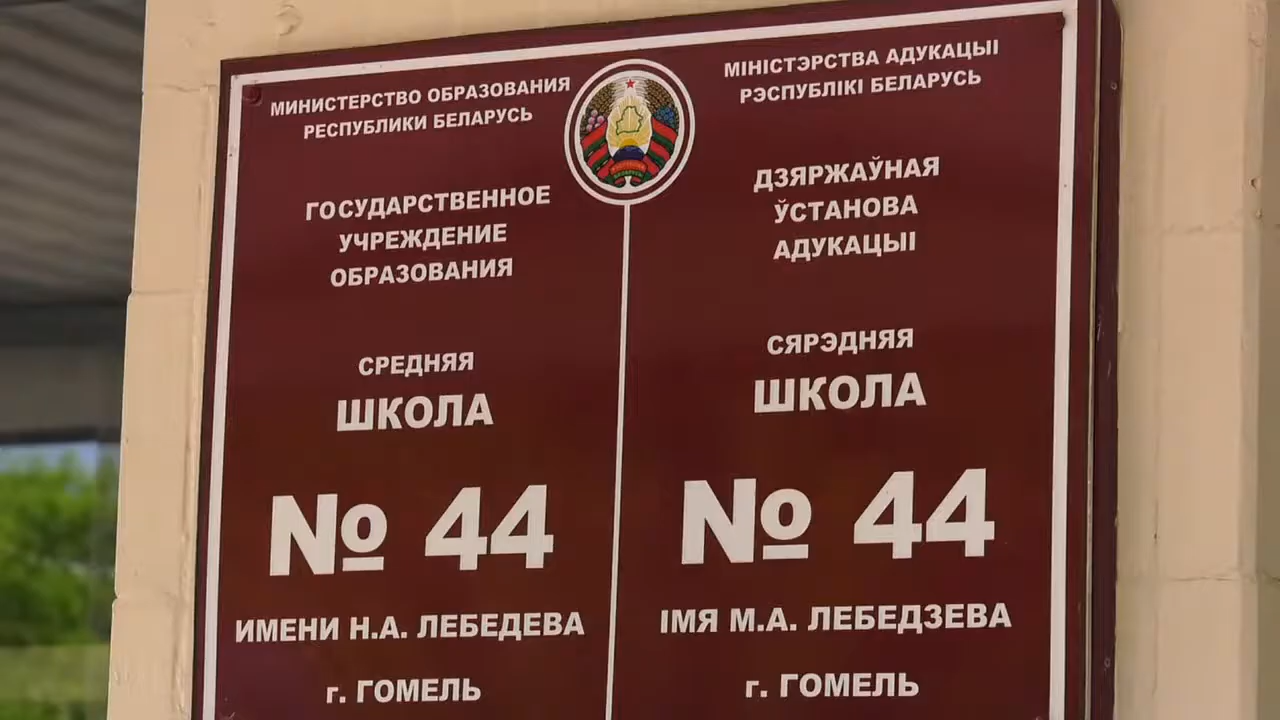 МИНИСТЕРСТВО ОБРАЗОВАНИЯ
РЕСПУБЛИКИ БЕЛАРУСЬ
ГОСУДАРСТВЕННОЕ
УЧРЕЖДЕНИЕ
ОБРАЗОВАНИЯ
СРЕДНЯЯ
ШКОЛА
№ 44
ИМЕНИ Н.А. ЛЕБЕДЕВА
г. ГОМЕЛЬ
МІНІСТЭРСТВА АДУКАЦЫІ
РЭСПУБЛІКІ БЕЛАРУСЬ
ДЗЯРЖАЎНАЯ
ЎСТАНОВА
АДУКАЦЫІ
СЯРЭДНЯЯ
ШКОЛА
№ 44
ІМЯ М.А. ЛЕБЕДЗЕВА
г. ГОМЕЛЬ